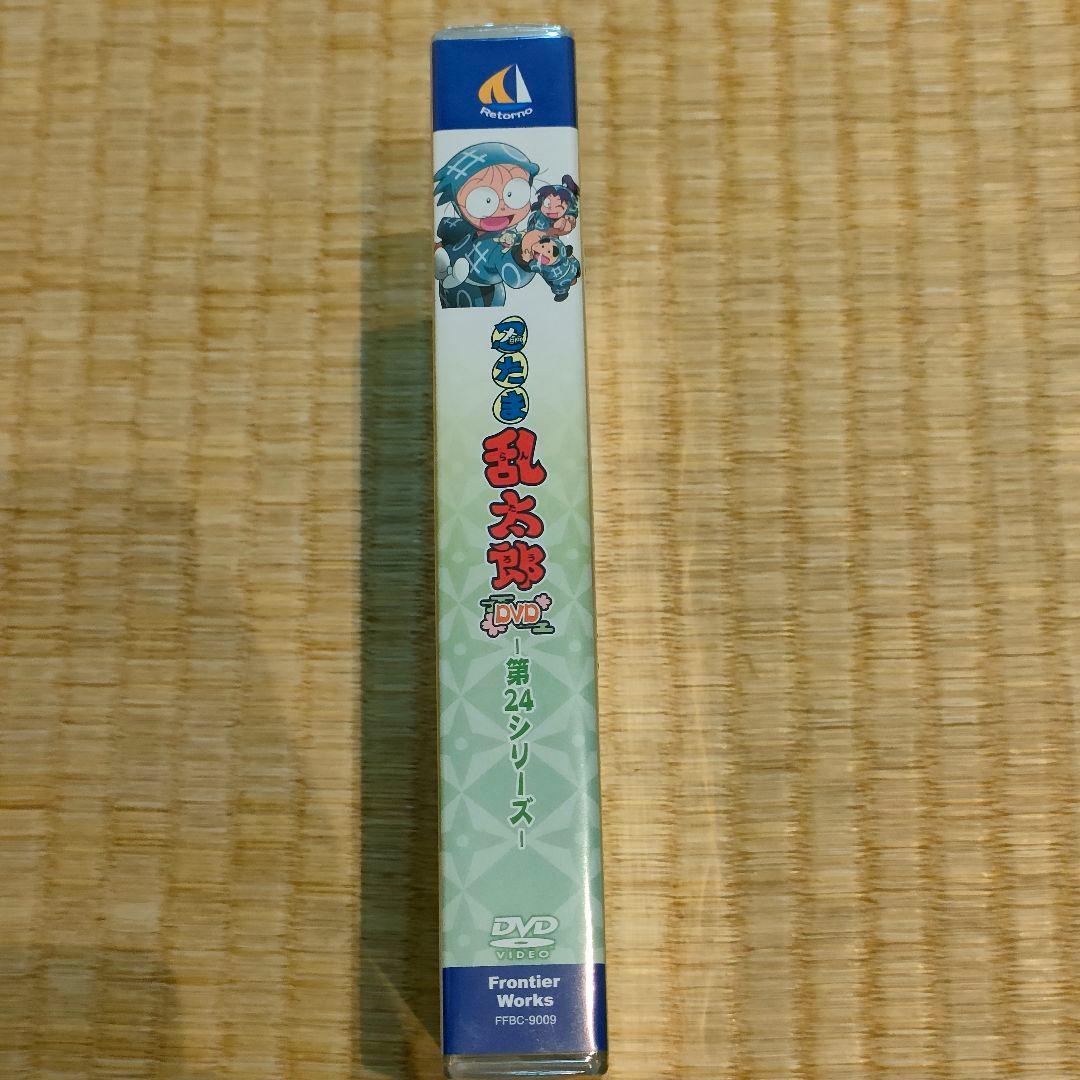 Retorno
忍たま
乱太郎
DVD
-第24シリーズ-
DVD
VIDEO
Frontier
Works
FFBC-9009